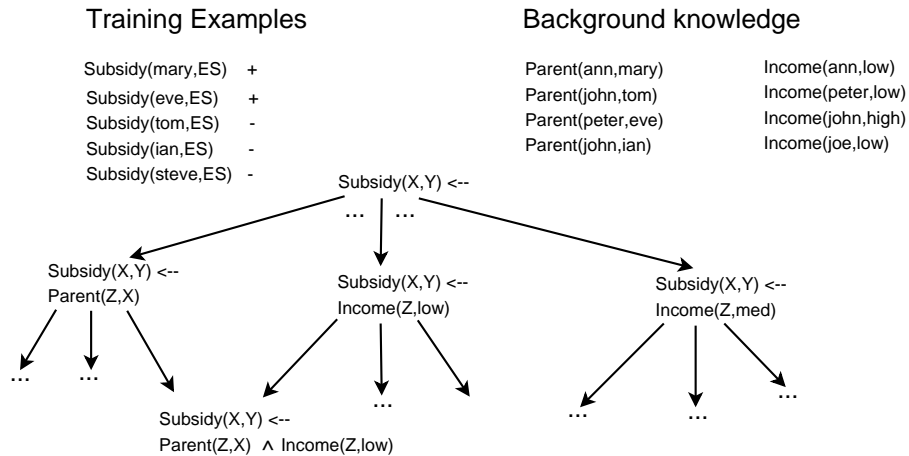 Training Examples
Background knowledge
Subsidy(mary,ES) +
Subsidy(eve,ES) +
Subsidy(tom,ES) -
Subsidy(ian,ES) -
Subsidy(steve,ES) -
Parent(ann,mary)
Parent(john,tom)
Parent(peter,eve)
Parent(john,ian)
Income(ann,low)
Income(peter,low)
Income(john,high)
Income(joe,low)
Subsidy(X,Y) <--
... ...
Subsidy(X,Y) <--
Parent(Z,X)
Subsidy(X,Y) <--
Income(Z,low)
Subsidy(X,Y) <--
Income(Z,med)
... ...
...
... ... ...
Subsidy(X,Y) <--
Parent(Z,X) ∧ Income(Z,low)